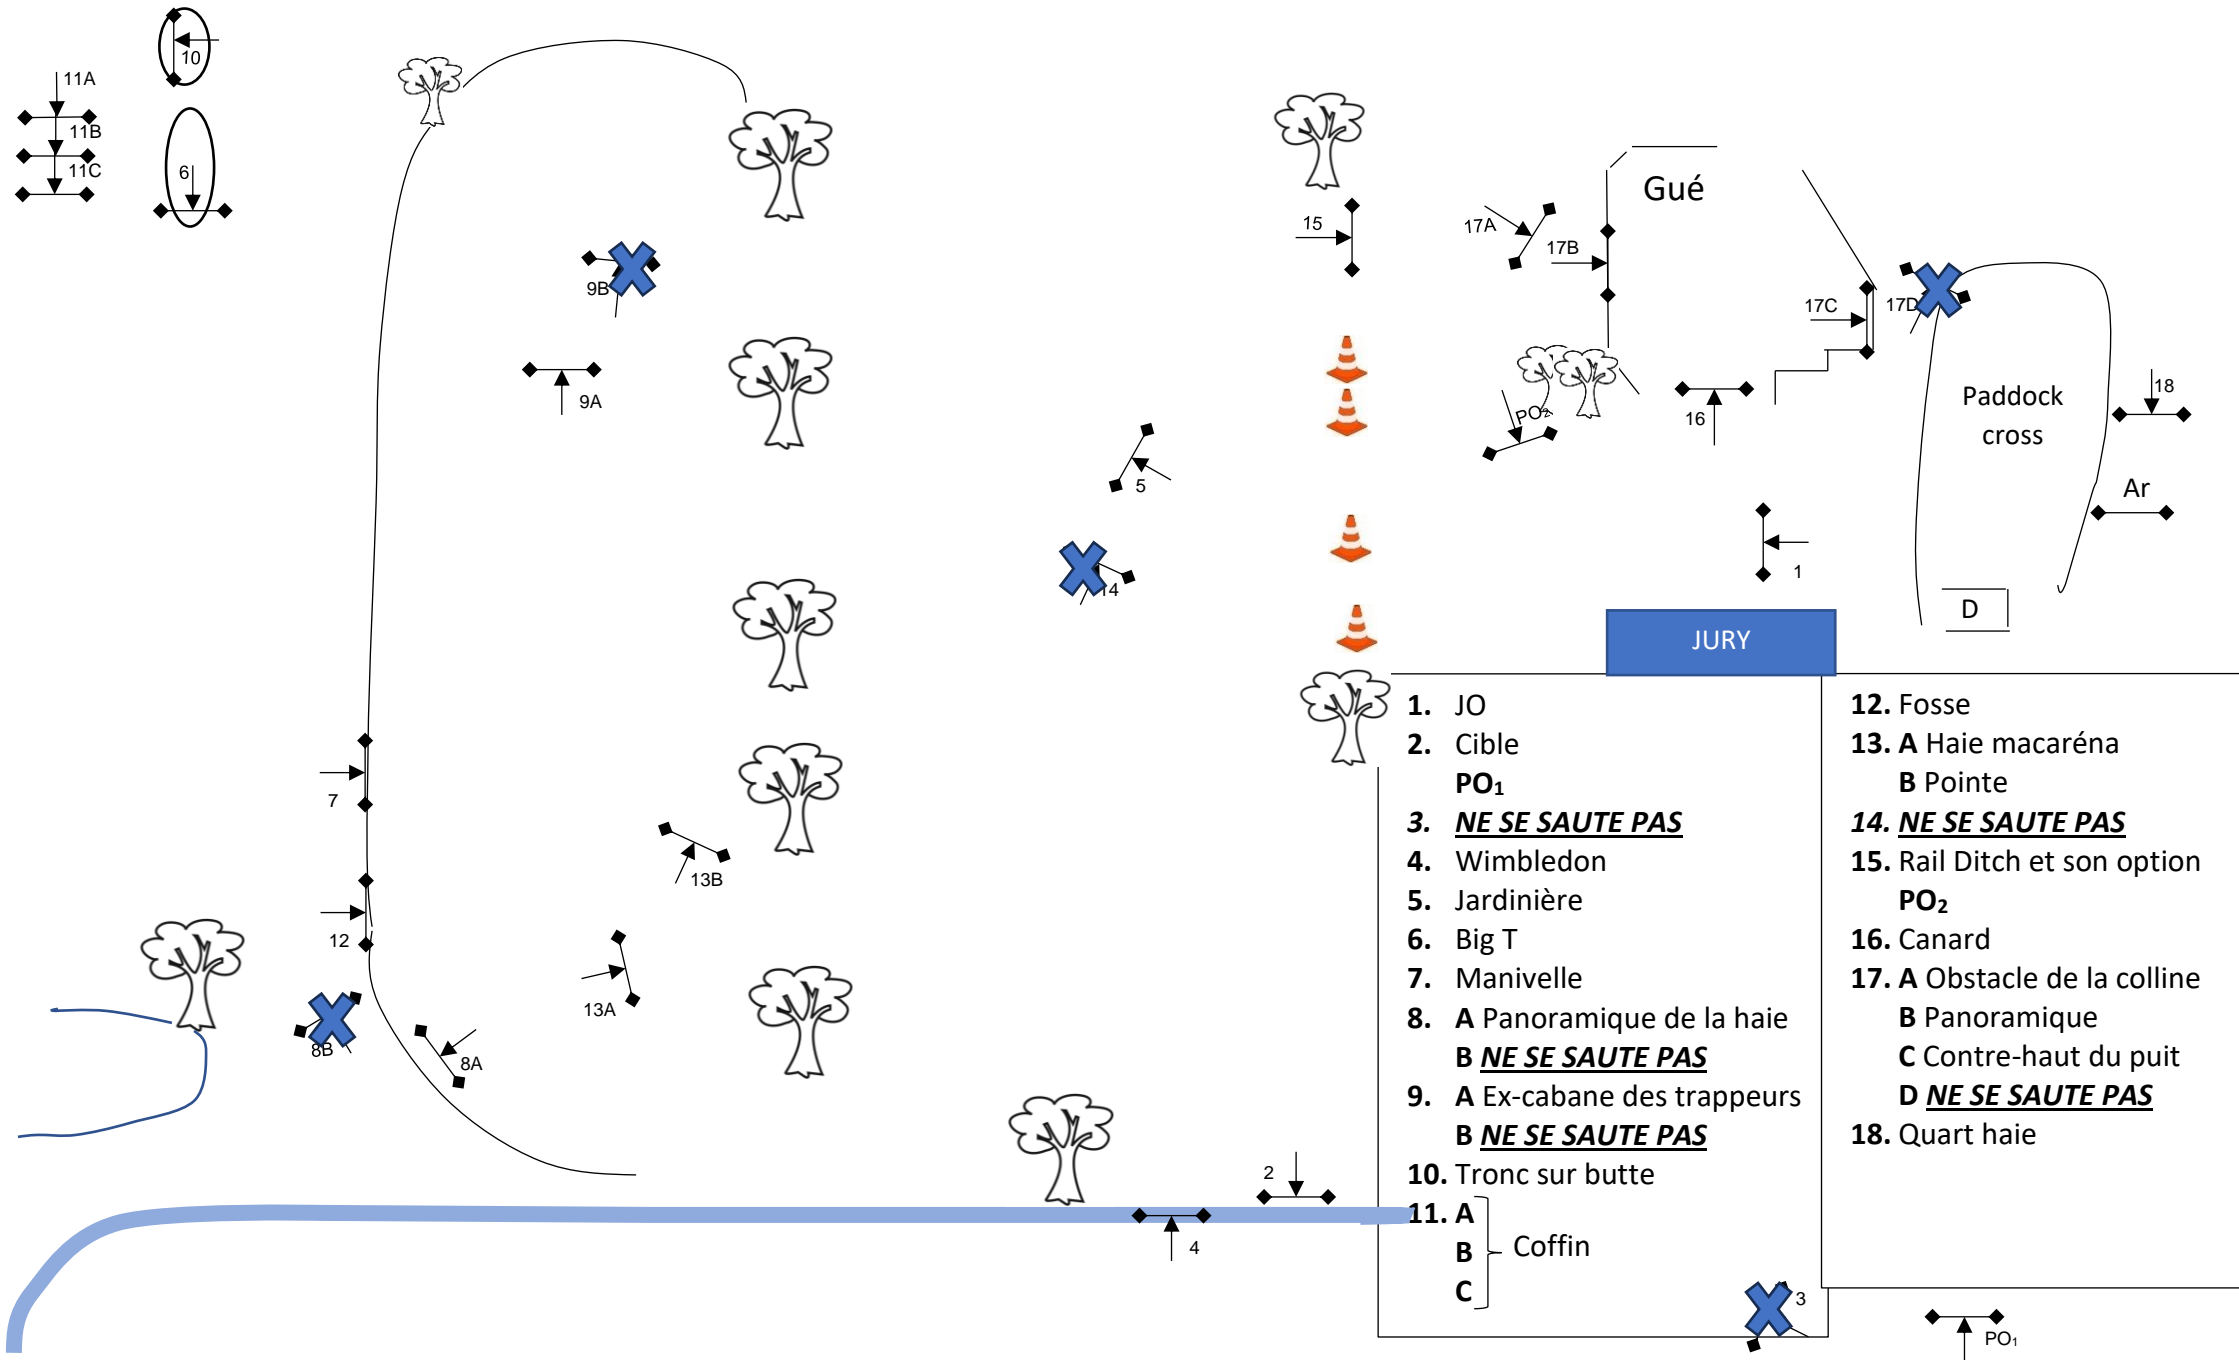 10
11A
11B
11C
6
9B
9A
15
17A
17B
Gué
17C
17D
PO₂
16
Paddock
cross
18
Ar
5
14
1
D
JURY
7
12
13B
13A
8B
8A
2
4
1. JO
2. Cible
PO₁
3. NE SE SAUTE PAS
4. Wimbledon
5. Jardinière
6. Big T
7. Manivelle
8. A Panoramique de la haie
B NE SE SAUTE PAS
9. A Ex-cabane des trappeurs
B NE SE SAUTE PAS
10. Tronc sur butte
11. A
B
C
Coffin
12. Fosse
13. A Haie macaréna
B Pointe
14. NE SE SAUTE PAS
15. Rail Ditch et son option
PO₂
16. Canard
17. A Obstacle de la colline
B Panoramique
C Contre-haut du puit
D NE SE SAUTE PAS
18. Quart haie
3
PO₁